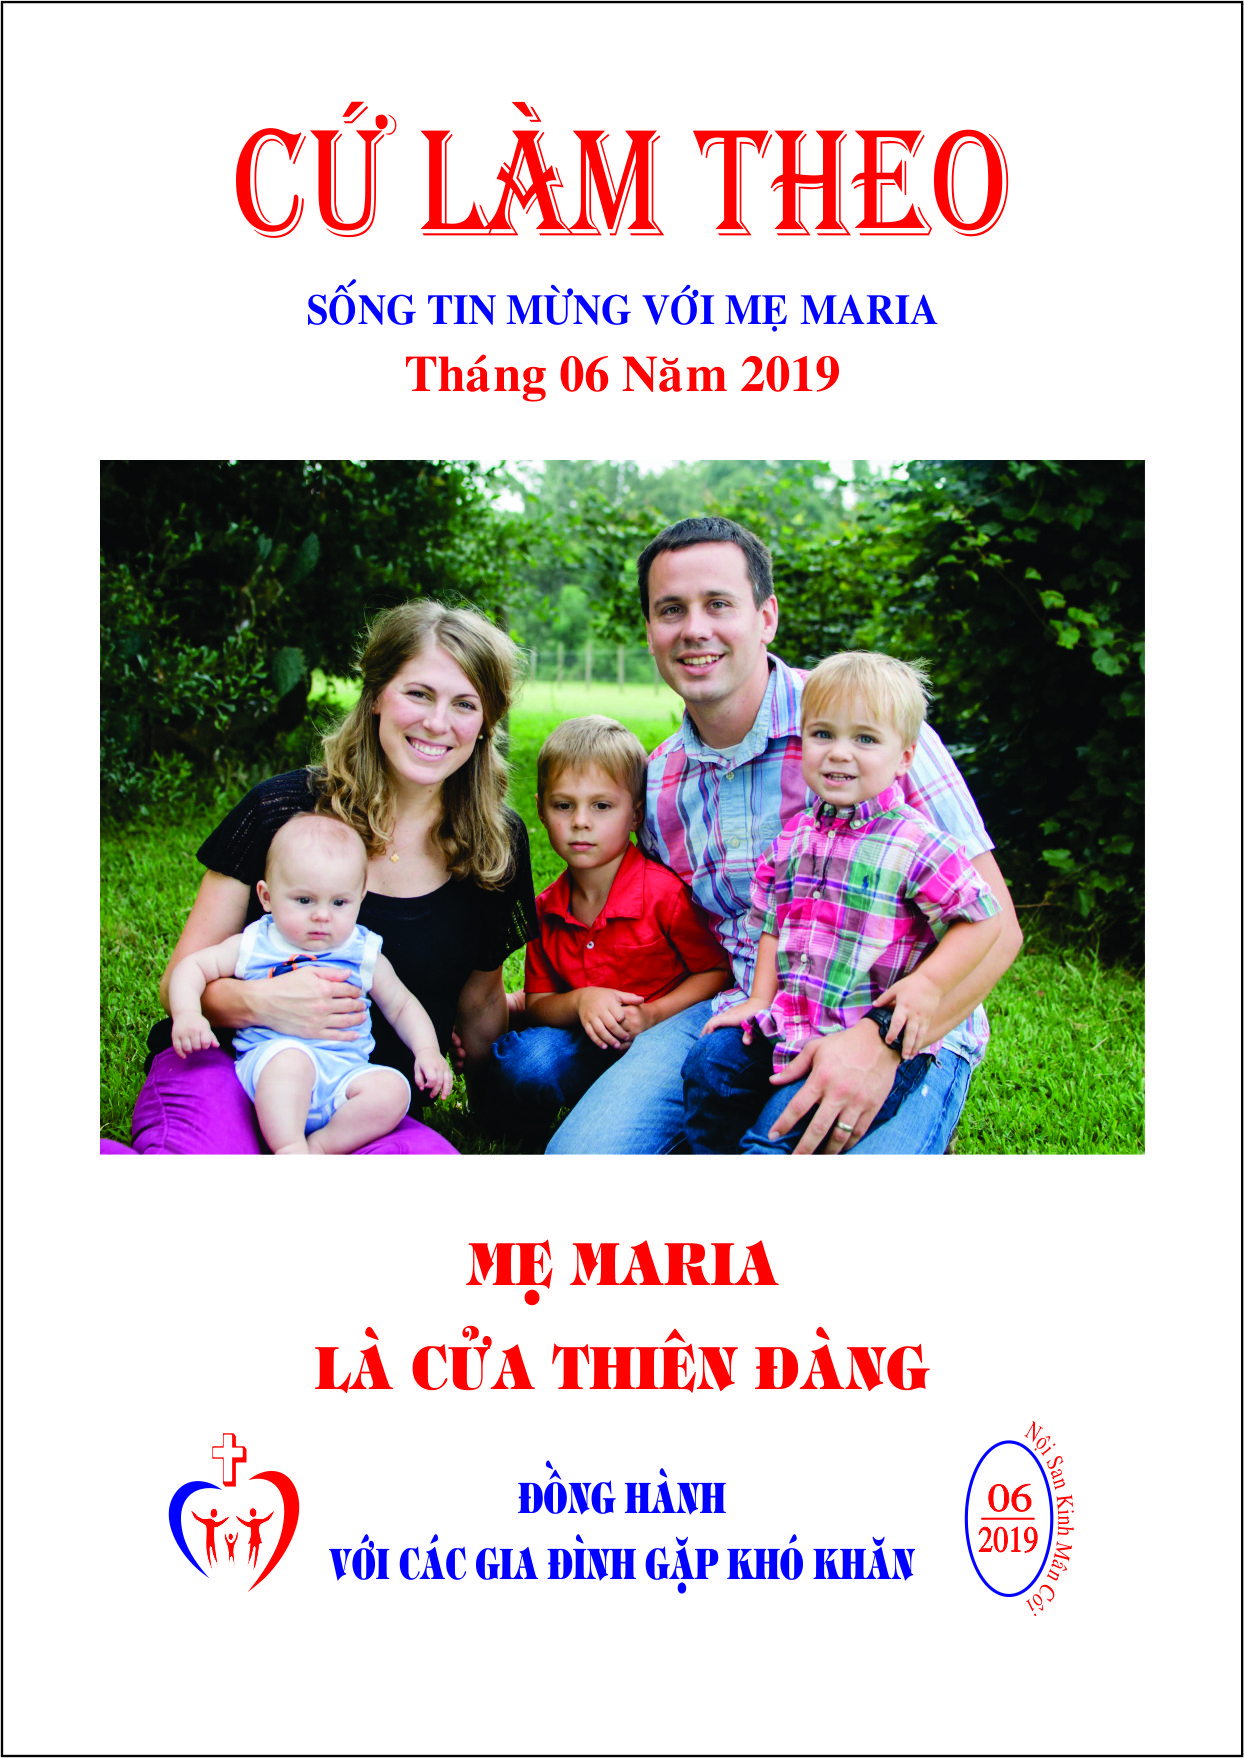 CỨ LÀM THEO
SỐNG TIN MỪNG VỚI MẸ MARIA
Tháng 06 Năm 2019
MẸ MARIA
LÀ CỬA THIÊN ĐÀNG
ĐỒNG HÀNH
VỚI CÁC GIA ĐÌNH GẶP KHÓ KHĂN
06
2019
Nội San Kinh Mân Côi